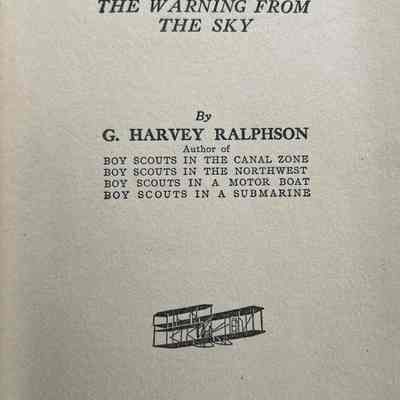 THE WARNING FROM
THE SKY
By
G. HARVEY RALPHSON
Author of
BOY SCOUTS IN THE CANAL ZONE
BOY SCOUTS IN THE NORTHWEST
BOY SCOUTS IN A MOTOR BOAT
BOY SCOUTS IN A SUBMARINE